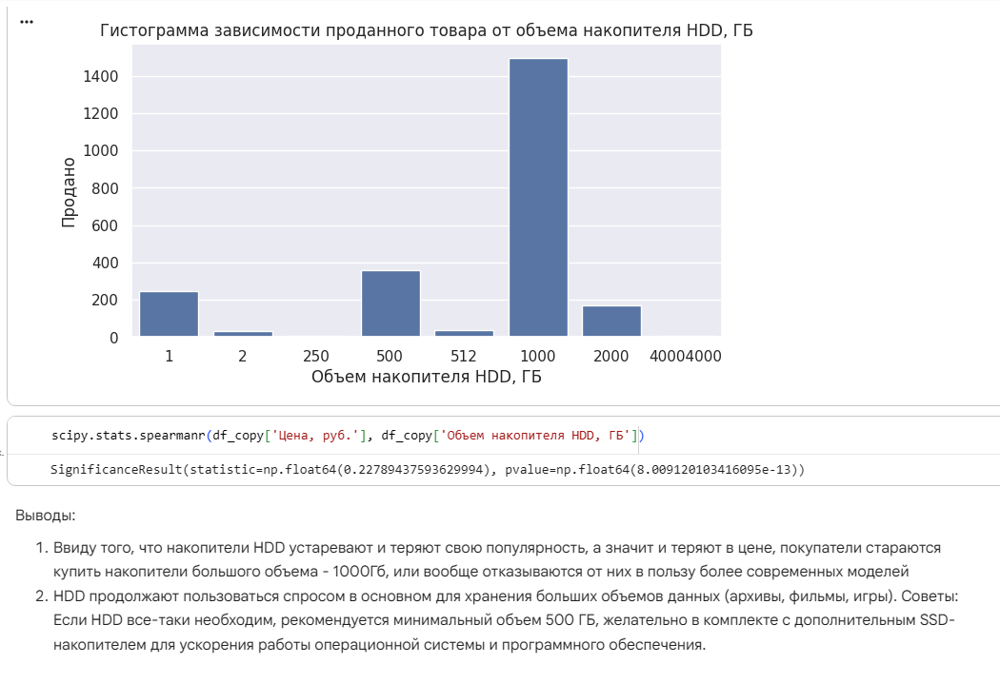 ...
Гистограмма зависимости проданного товара от объема накопителя HDD, ГБ
1400
1200
1000
800
600
400
200
0
Продано
1 2 250 500 512 1000 2000 40004000
Объем накопителя HDD, ГБ
scipy.stats.spearmanr(df_copy['Цена, руб.'], df_copy['Объем накопителя HDD, ГБ'])
SignificanceResult(statistic=np.float64(0.22789437593629994), pvalue=np.float64(8.009120103416095e-13))
Выводы:
1. Ввиду того, что накопители HDD устаревают и теряют свою популярность, а значит и теряют в цене, покупатели стараются
купить накопители большого объема - 1000Гб, или вообще отказываются от них в пользу более современных моделей
2. HDD продолжают пользоваться спросом в основном для хранения больших объемов данных (архивы, фильмы, игры). Советы:
Если HDD все-таки необходим, рекомендуется минимальный объем 500 ГБ, желательно в комплекте с дополнительным SSD-
накопителем для ускорения работы операционной системы и программного обеспечения.